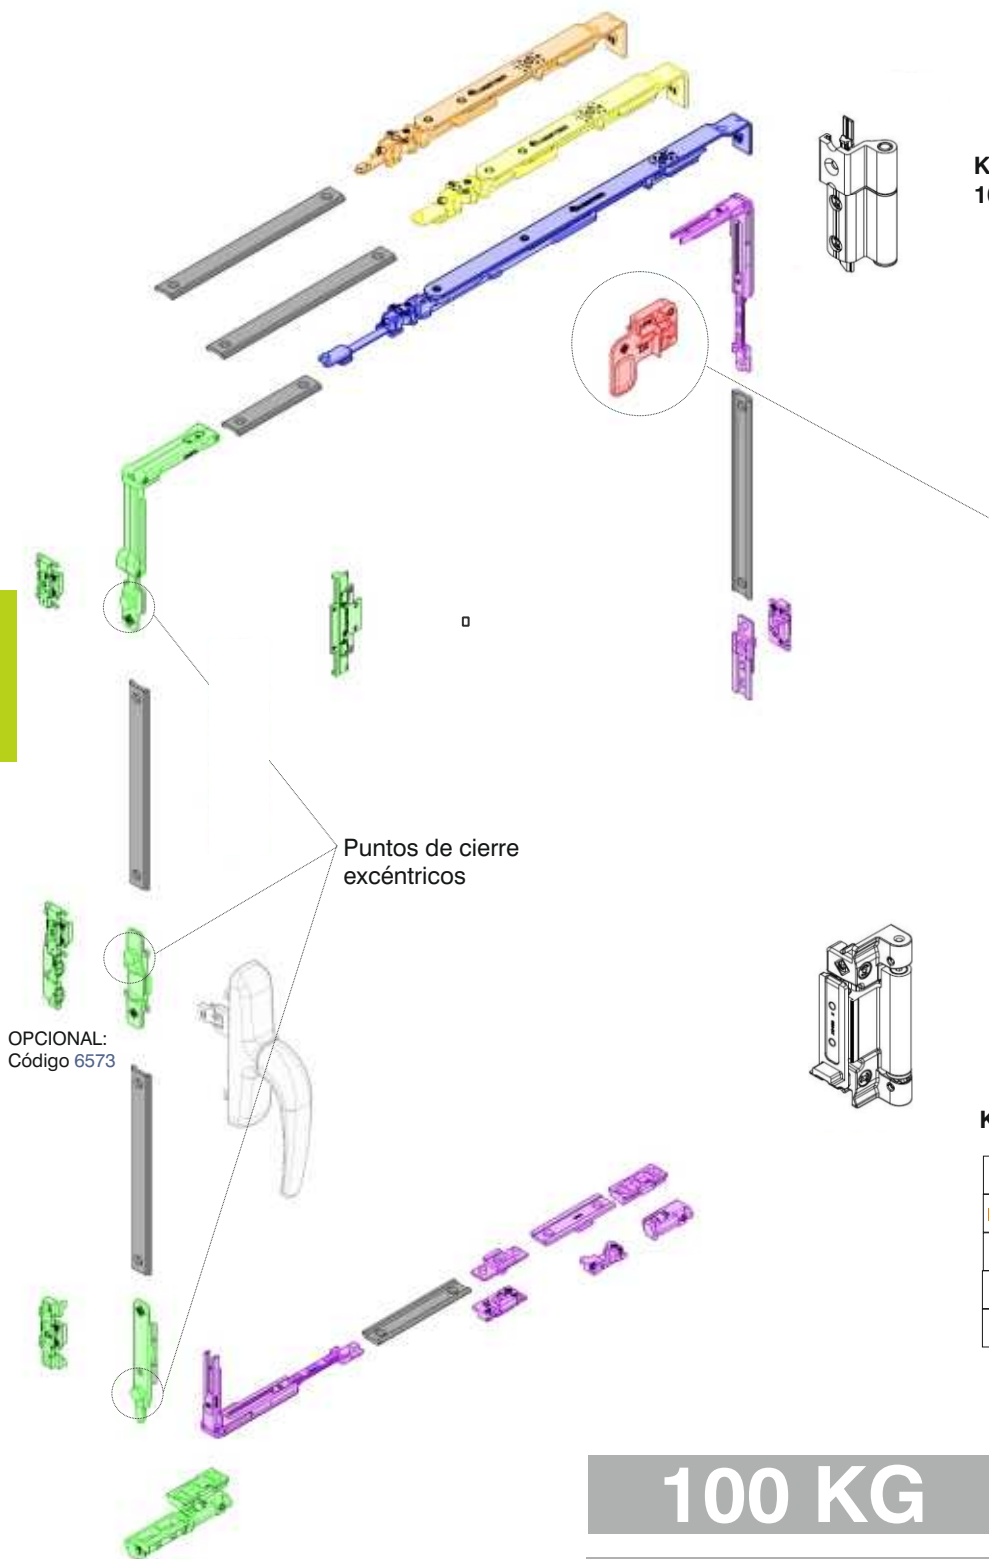 Puntos de cierre
excéntricos
OPCIONAL:
Código 6573
100 KG